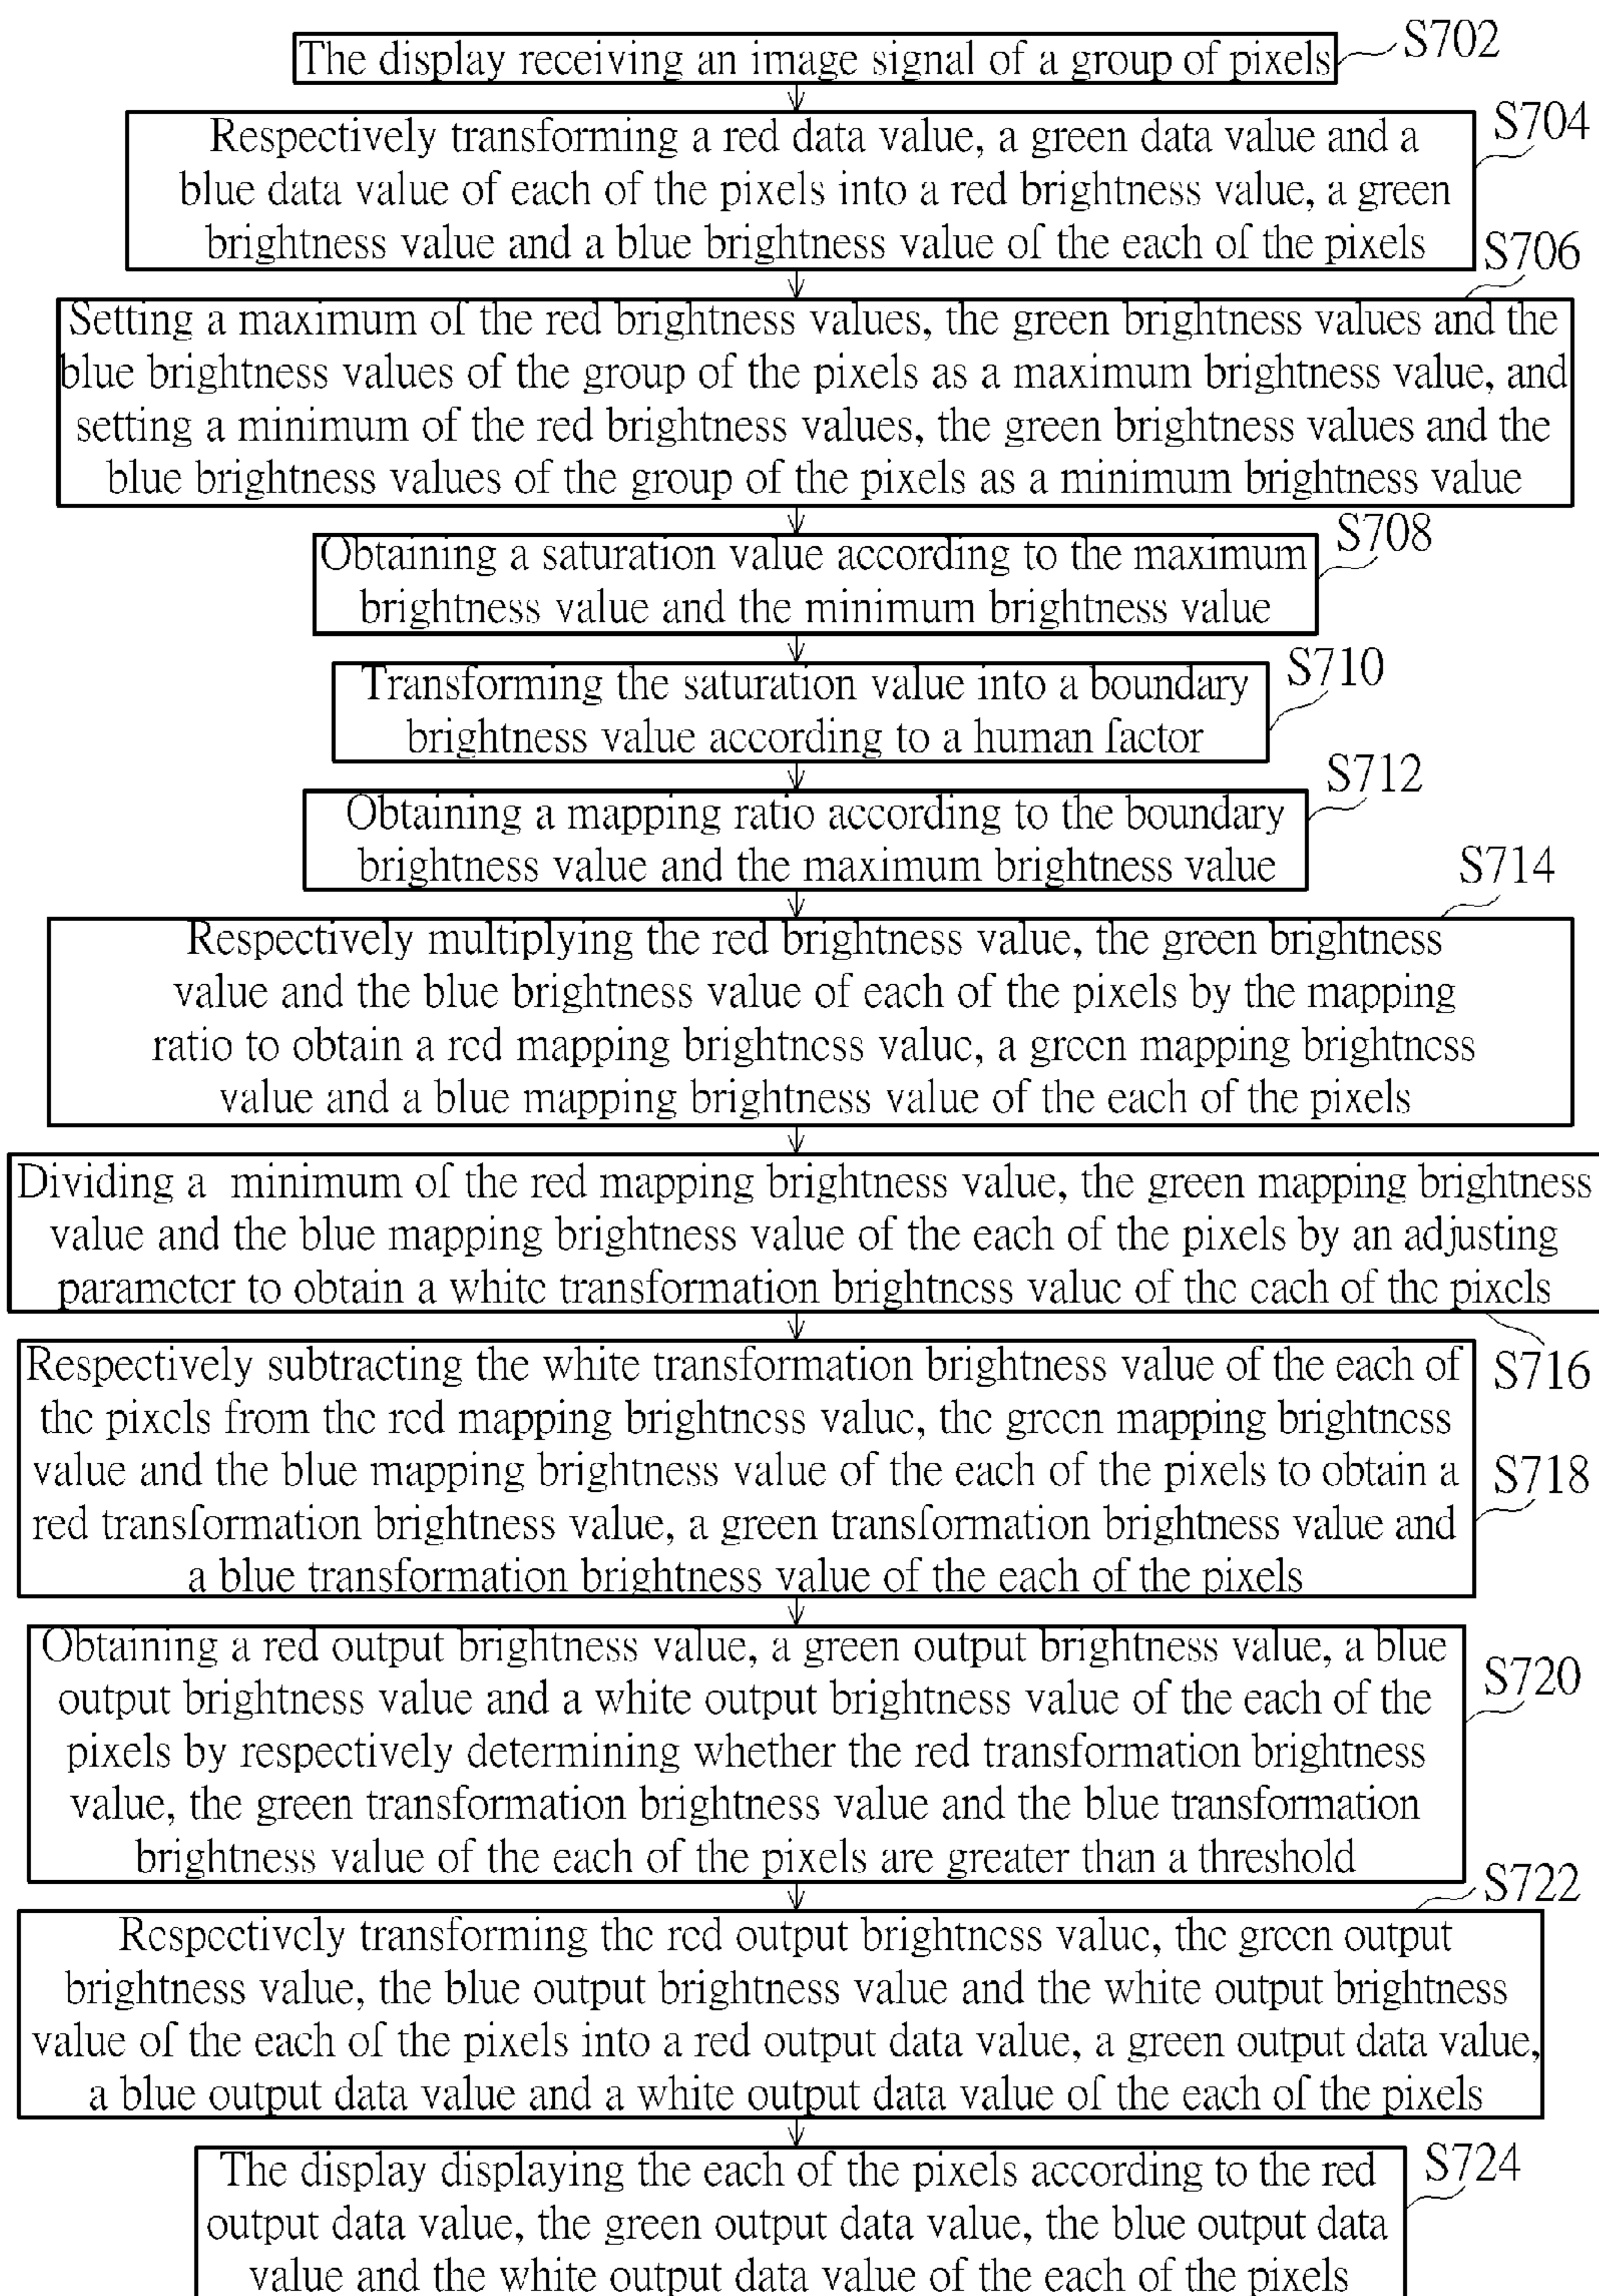 The display receiving an image signal of a group of pixels
S702
Respectively transforming a red data value, a green data value and a
blue data value of each of the pixels into a red brightness value, a green
brightness value and a blue brightness value of the each of the pixels
S704
Setting a maximum of the red brightness values, the green brightness values and the
blue brightness values of the group of the pixels as a maximum brightness value, and
setting a minimum of the red brightness values, the green brightness values and the
blue brightness values of the group of the pixels as a minimum brightness value
S706
Obtaining a saturation value according to the maximum
brightness value and the minimum brightness value
S708
Transforming the saturation value into a boundary
brightness value according to a human factor
S710
Obtaining a mapping ratio according to the boundary
brightness value and the maximum brightness value
S712
Respectively multiplying the red brightness value, the green brightness
value and the blue brightness value of each of the pixels by the mapping
ratio to obtain a red mapping brightness value, a green mapping brightness
value and a blue mapping brightness value of the each of the pixels
S714
Dividing a minimum of the red mapping brightness value, the green mapping brightness
value and the blue mapping brightness value of the each of the pixels by an adjusting
parameter to obtain a white transformation brightness value of the each of the pixels
S716
Respectively subtracting the white transformation brightness value of the each of
the pixels from the red mapping brightness value, the green mapping brightness
value and the blue mapping brightness value of the each of the pixels to obtain a
red transformation brightness value, a green transformation brightness value and
a blue transformation brightness value of the each of the pixels
S718
Obtaining a red output brightness value, a green output brightness value, a blue
output brightness value and a white output brightness value of the each of the
pixels by respectively determining whether the red transformation brightness
value, the green transformation brightness value and the blue transformation
brightness value of the each of the pixels are greater than a threshold
S720
Respectively transforming the red output brightness value, the green output
brightness value, the blue output brightness value and the white output brightness
value of the each of the pixels into a red output data value, a green output data value,
a blue output data value and a white output data value of the each of the pixels
S722
The display displaying the each of the pixels according to the red
output data value, the green output data value, the blue output data
value and the white output data value of the each of the pixels
S724